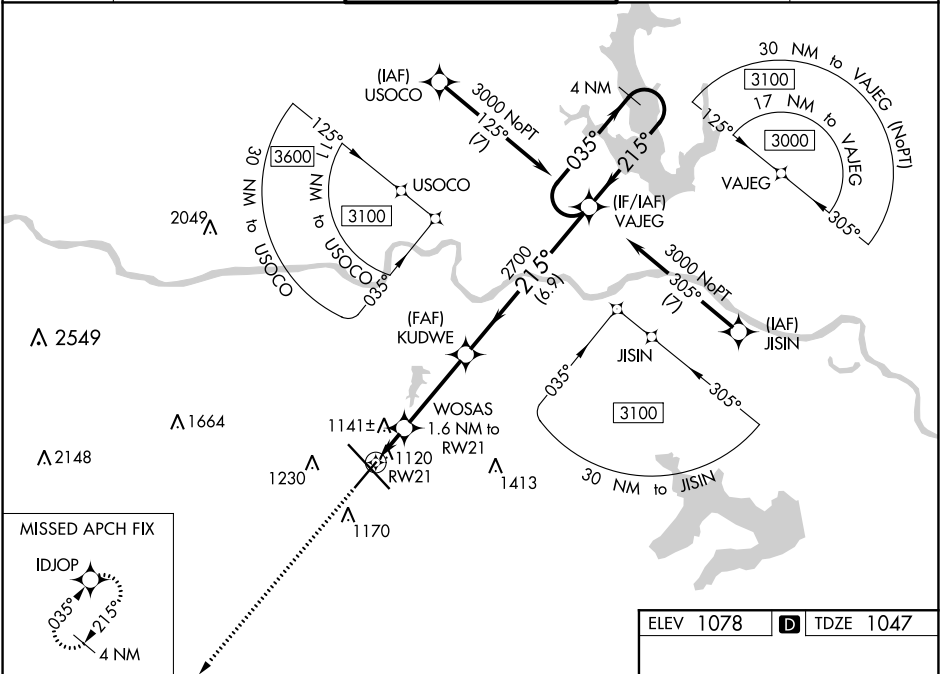 (IAF)
USOCO
3000 NoPT
125°
(7)
4 NM
035°
215°
(IF/IAF)
VAJEG
30 NM to VAJEG (NoPT)
3100
17 NM to VAJEG
3000
125°
VAJEG
305°
125°
3600
30 NM to USOCO
11 NM to USOCO
3100
USOCO
035°
2049
2700
215°
(6.9)
3000 NoPT
305°
(7)
(IAF)
JISIN
(FAF)
KUDWE
2549
JISIN
035°
305°
3100
30 NM to JISIN
1664
1141±
WOSAS
1.6 NM to
RW21
2148
1230
1120
RW21
1413
1170
MISSED APCH FIX
IDJOP
035°
215°
4 NM
ELEV 1078 D TDZE 1047